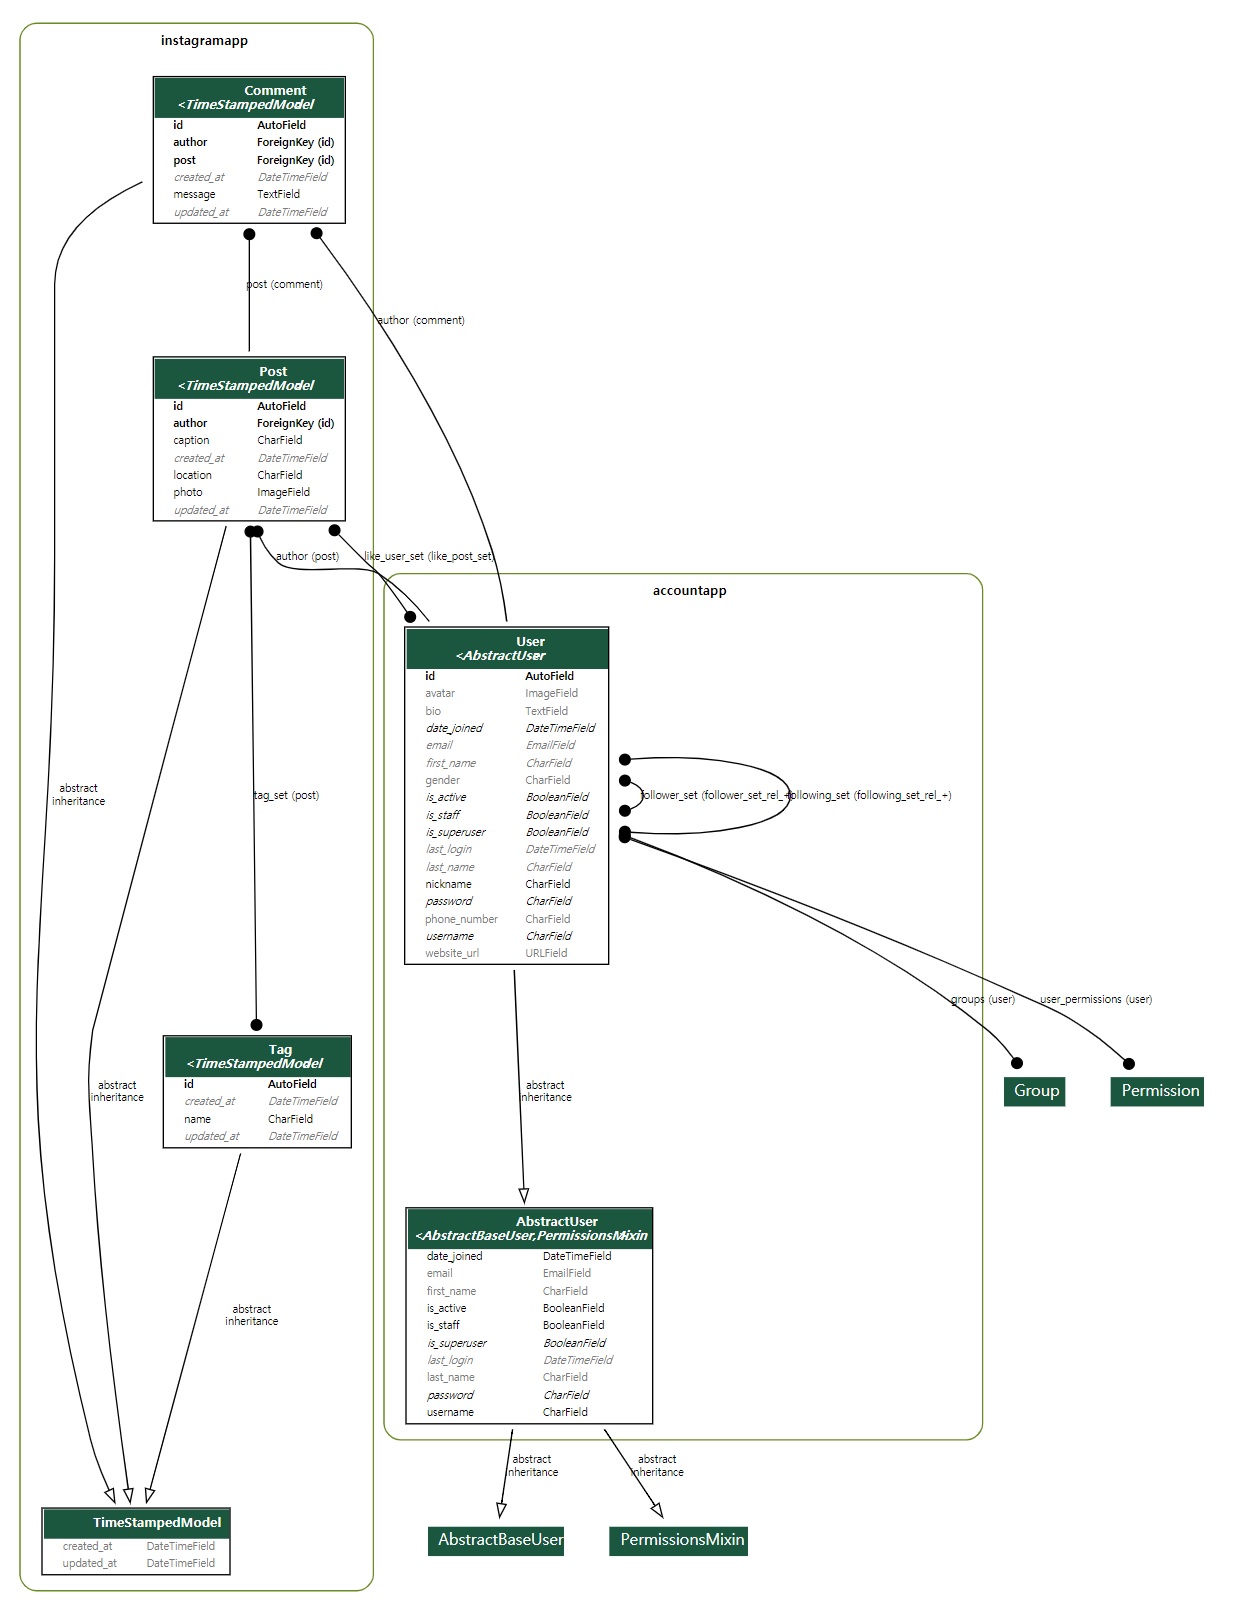 instagramapp
Comment
<TimeStampedModel
id AutoField
author ForeignKey (id)
post ForeignKey (id)
created_at DateTimeField
message TextField
updated_at DateTimeField
post (comment)
author (comment)
Post
<TimeStampedModel
id AutoField
author ForeignKey (id)
caption CharField
created_at DateTimeField
location CharField
photo ImageField
updated_at DateTimeField
author (post)
like_user_set (like_post_set)
accountapp
User
<AbstractUser
id AutoField
avatar ImageField
bio TextField
date_joined DateTimeField
email EmailField
first_name CharField
gender CharField
is_active BooleanField
is_staff BooleanField
is_superuser BooleanField
last_login DateTimeField
last_name CharField
nickname CharField
password CharField
phone_number CharField
username CharField
website_url URLField
follower_set (follower_set_rel_+)
following_set (following_set_rel_+)
abstract
inheritance
tag_set (post)
groups (user)
user_permissions (user)
Group
Permission
Tag
<TimeStampedModel
id AutoField
created_at DateTimeField
name CharField
updated_at DateTimeField
abstract
inheritance
abstract
inheritance
AbstractUser
<AbstractBaseUser,PermissionsMixin
date_joined DateTimeField
email EmailField
first_name CharField
is_active BooleanField
is_staff BooleanField
is_superuser BooleanField
last_login DateTimeField
last_name CharField
password CharField
username CharField
abstract
inheritance
abstract
inheritance
abstract
inheritance
TimeStampedModel
created_at DateTimeField
updated_at DateTimeField
AbstractBaseUser
PermissionsMixin